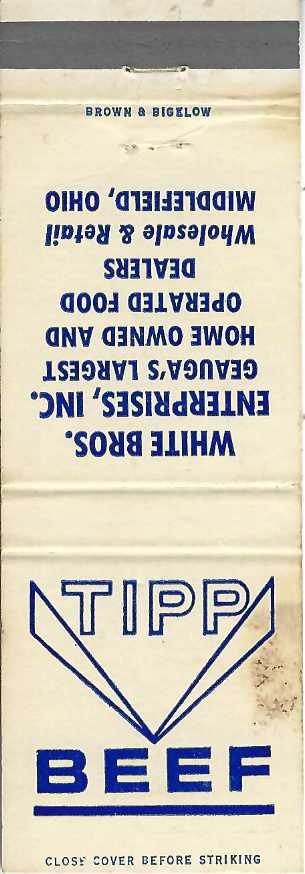 BROWN & BIGELOW
WHITE BROS.
ENTERPRISES, INC.
GEAUGA'S LARGEST
HOME OWNED AND
OPERATED FOOD
DEALERS
Wholesale & Retail
MIDDLEFIELD, OHIO
TIPP
BEEF
CLOSE COVER BEFORE STRIKING